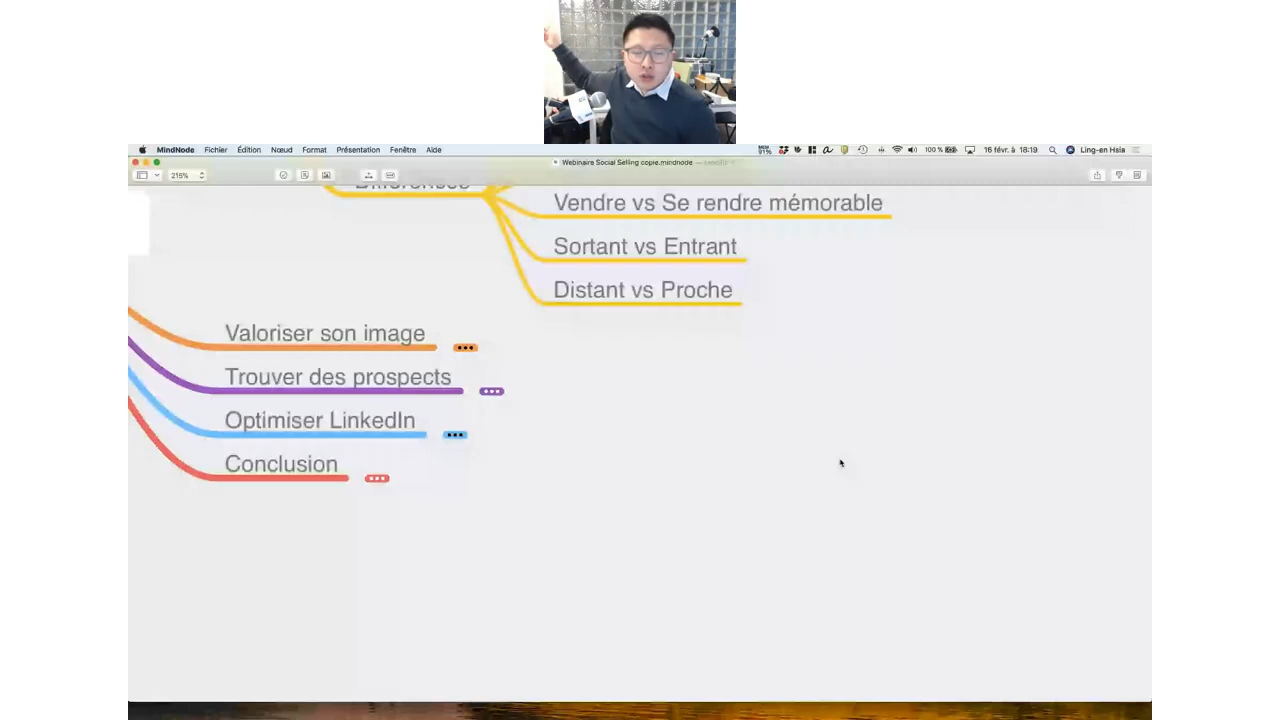 MindNode Fichier Édition Nœud Format Présentation Fenêtre Aide
100 % 16 févr. à 18:19 Ling-en Hsia
Webinaire Social Selling copie.mindnode
215%
Différences
Vendre vs Se rendre mémorable
Sortant vs Entrant
Distant vs Proche
Valoriser son image
Trouver des prospects
Optimiser LinkedIn
Conclusion